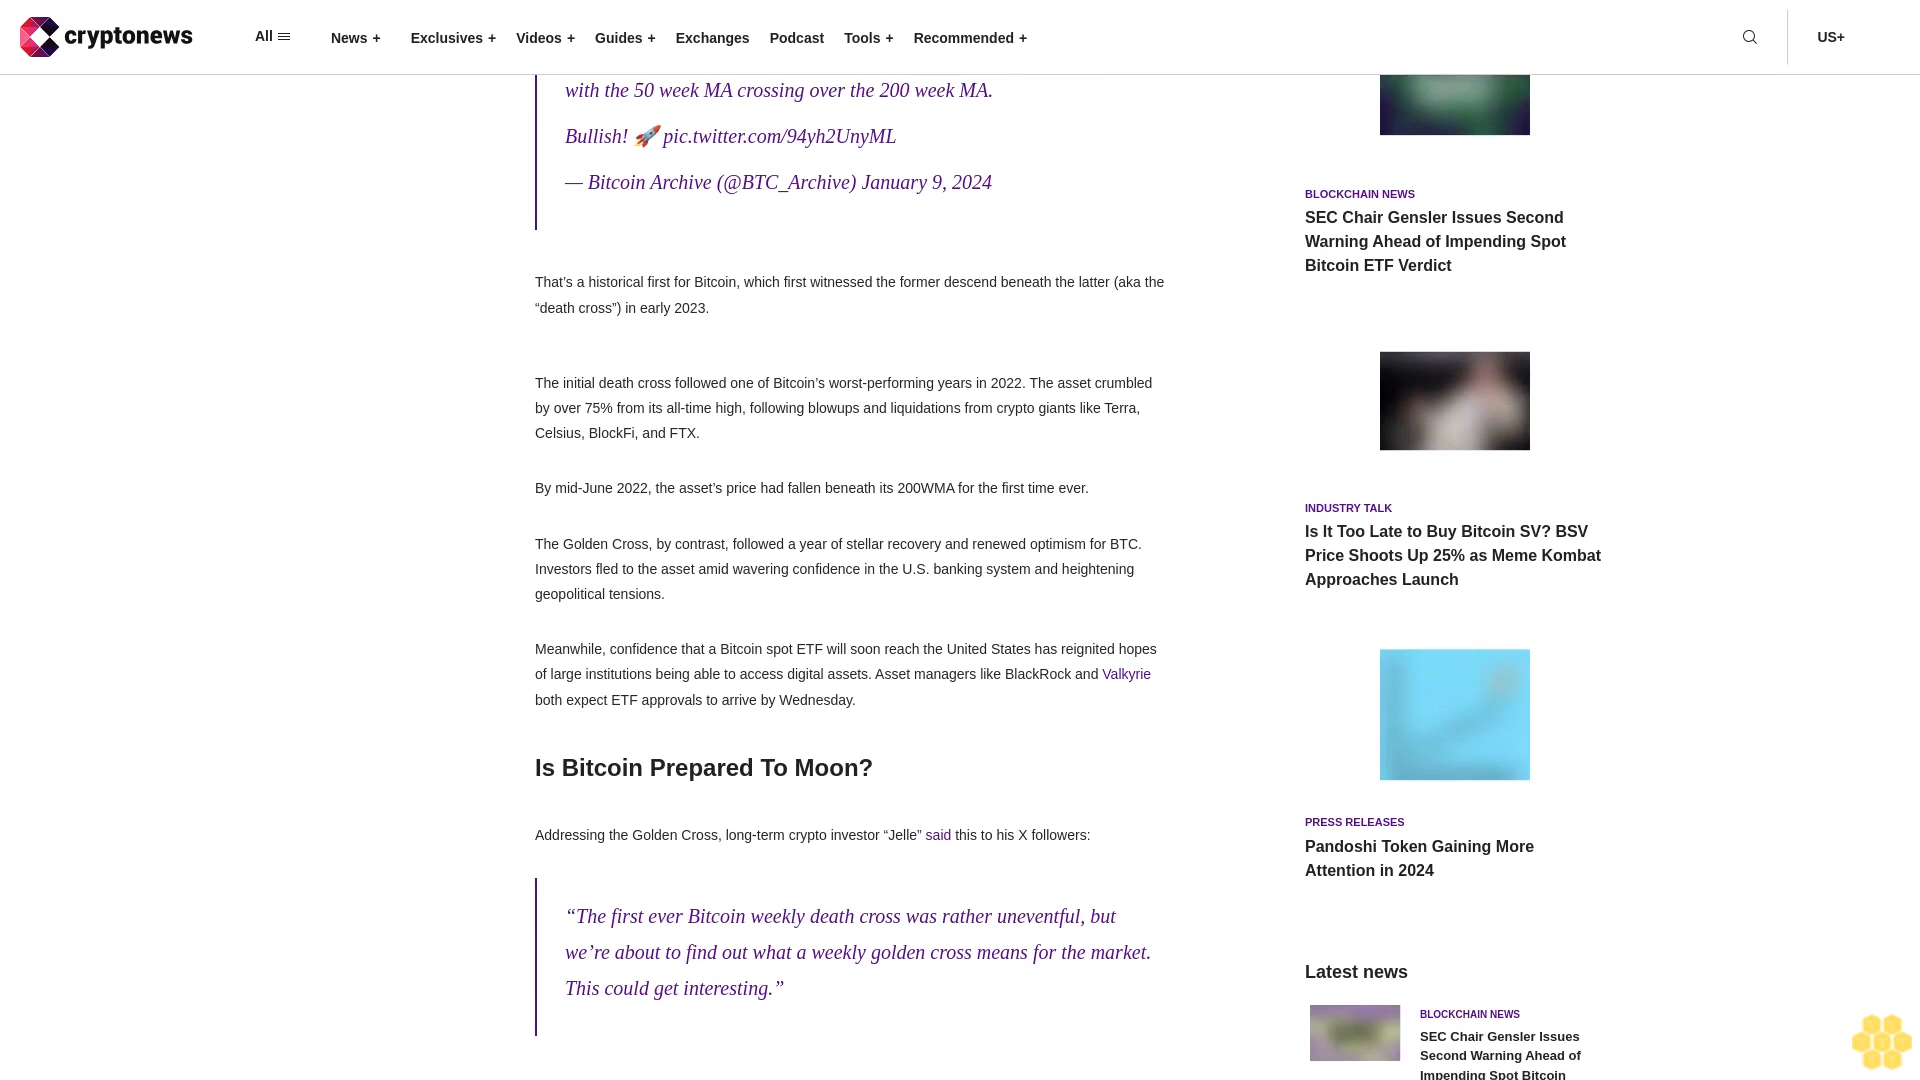 cryptonews
All
News +
Exclusives +
Videos +
Guides +
Exchanges
Podcast
Tools +
Recommended +
US+
with the 50 week MA crossing over the 200 week MA.
Bullish! 🚀 pic.twitter.com/94yh2UnyML
— Bitcoin Archive (@BTC_Archive) January 9, 2024
That’s a historical first for Bitcoin, which first witnessed the former descend beneath the latter (aka the
“death cross”) in early 2023.
The initial death cross followed one of Bitcoin’s worst-performing years in 2022. The asset crumbled
by over 75% from its all-time high, following blowups and liquidations from crypto giants like Terra,
Celsius, BlockFi, and FTX.
By mid-June 2022, the asset’s price had fallen beneath its 200WMA for the first time ever.
The Golden Cross, by contrast, followed a year of stellar recovery and renewed optimism for BTC.
Investors fled to the asset amid wavering confidence in the U.S. banking system and heightening
geopolitical tensions.
Meanwhile, confidence that a Bitcoin spot ETF will soon reach the United States has reignited hopes
of large institutions being able to access digital assets. Asset managers like BlackRock and Valkyrie
both expect ETF approvals to arrive by Wednesday.
Is Bitcoin Prepared To Moon?
Addressing the Golden Cross, long-term crypto investor “Jelle” said this to his X followers:
“The first ever Bitcoin weekly death cross was rather uneventful, but
we’re about to find out what a weekly golden cross means for the market.
This could get interesting.”
BLOCKCHAIN NEWS
SEC Chair Gensler Issues Second
Warning Ahead of Impending Spot
Bitcoin ETF Verdict
INDUSTRY TALK
Is It Too Late to Buy Bitcoin SV? BSV
Price Shoots Up 25% as Meme Kombat
Approaches Launch
PRESS RELEASES
Pandoshi Token Gaining More
Attention in 2024
Latest news
BLOCKCHAIN NEWS
SEC Chair Gensler Issues
Second Warning Ahead of
Impending Spot Bitcoin